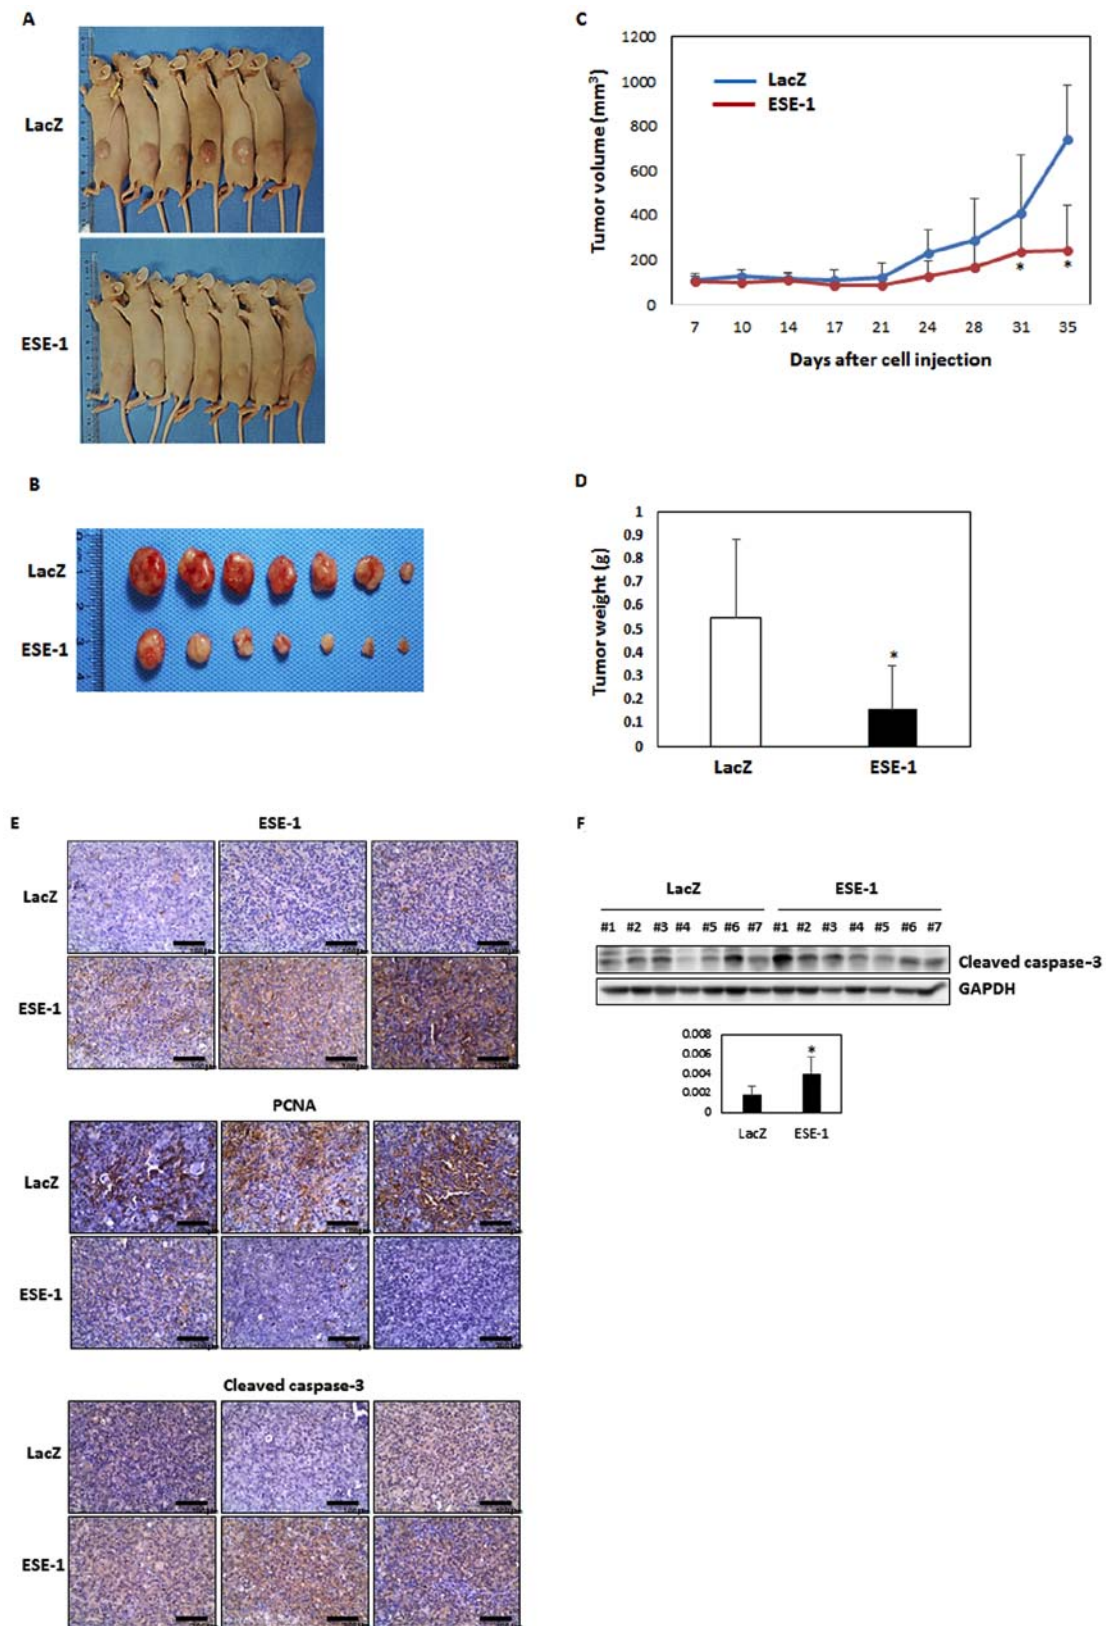 A
LacZ
ESE-1
B
LacZ
ESE-1
C
1200
1000
800
600
400
200
0
Tumor volume (mm³)
LacZ
ESE-1
*
*
7 10 14 17 21 24 28 31 35
Days after cell injection
D
1
0.9
0.8
0.7
0.6
0.5
0.4
0.3
0.2
0.1
0
Tumor weight (g)
*
LacZ ESE-1
E
ESE-1
LacZ
ESE-1
PCNA
LacZ
ESE-1
Cleaved caspase-3
LacZ
ESE-1
F
LacZ ESE-1
#1 #2 #3 #4 #5 #6 #7 #1 #2 #3 #4 #5 #6 #7
Cleaved caspase-3
GAPDH
0.008
0.006
0.004
0.002
0
*
LacZ ESE-1